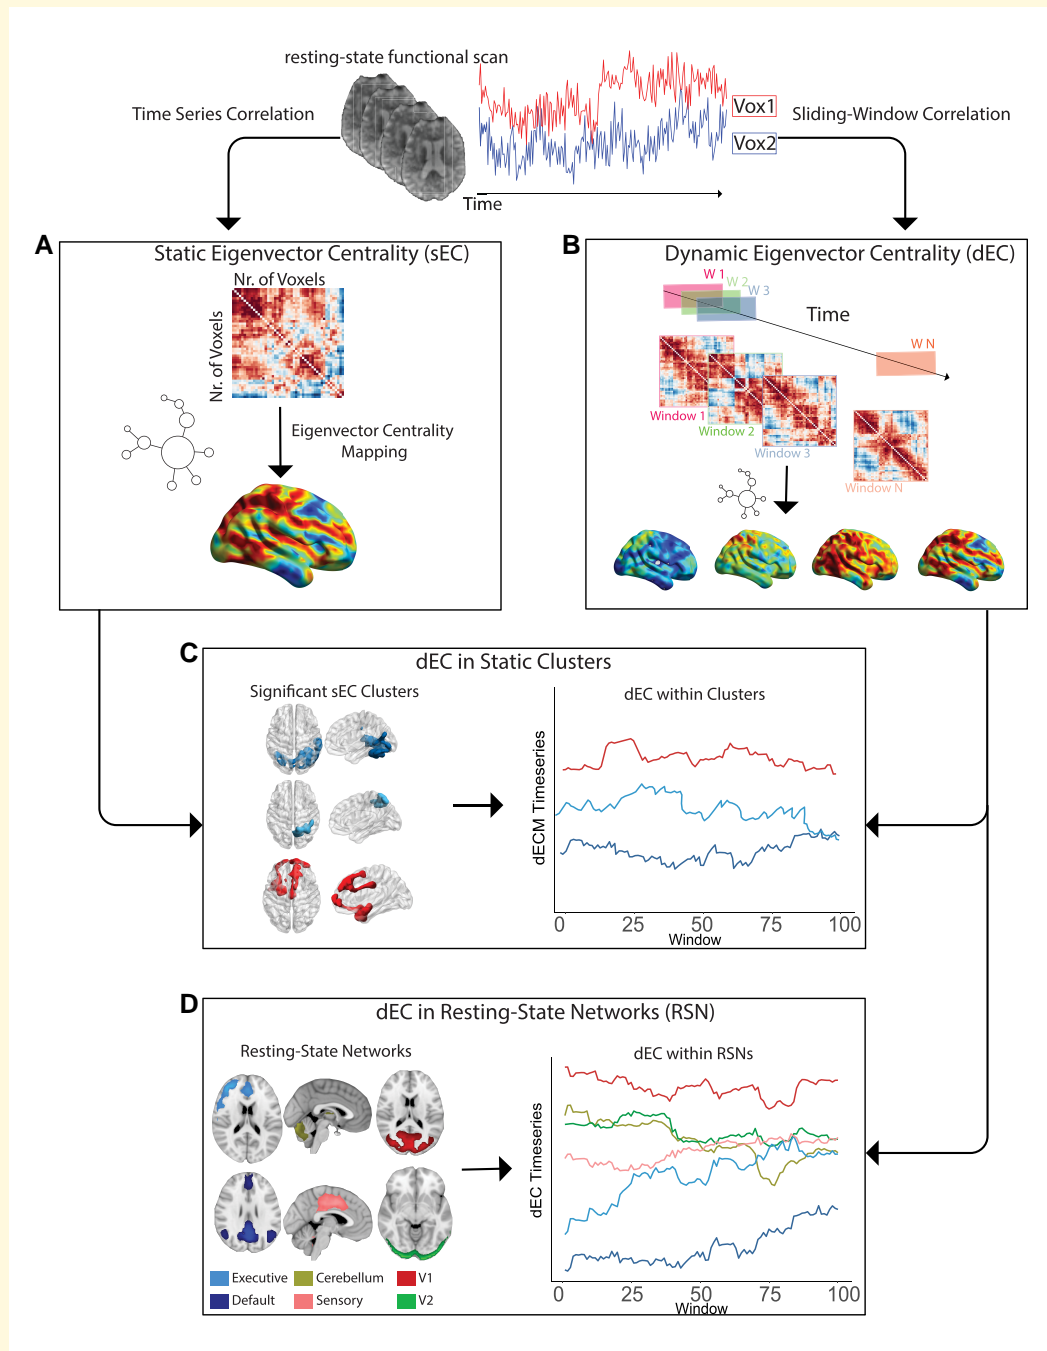 resting-state functional scan
Time Series Correlation
Vox1
Vox2
Sliding-Window Correlation
Time
A
Static Eigenvector Centrality (sEC)
Nr. of Voxels
Nr. of Voxels
Eigenvector Centrality
Mapping
B
Dynamic Eigenvector Centrality (dEC)
W 1
W 2
W 3
Time
W N
Window 1
Window 2
Window 3
Window N
C
dEC in Static Clusters
Significant sEC Clusters
dEC within Clusters
dECM Timeseries
0 25 50 75 100
Window
D
dEC in Resting-State Networks (RSN)
Resting-State Networks
dEC within RSNs
dEC Timeseries
0 25 50 75 100
Window
Executive Cerebellum V1
Default Sensory V2